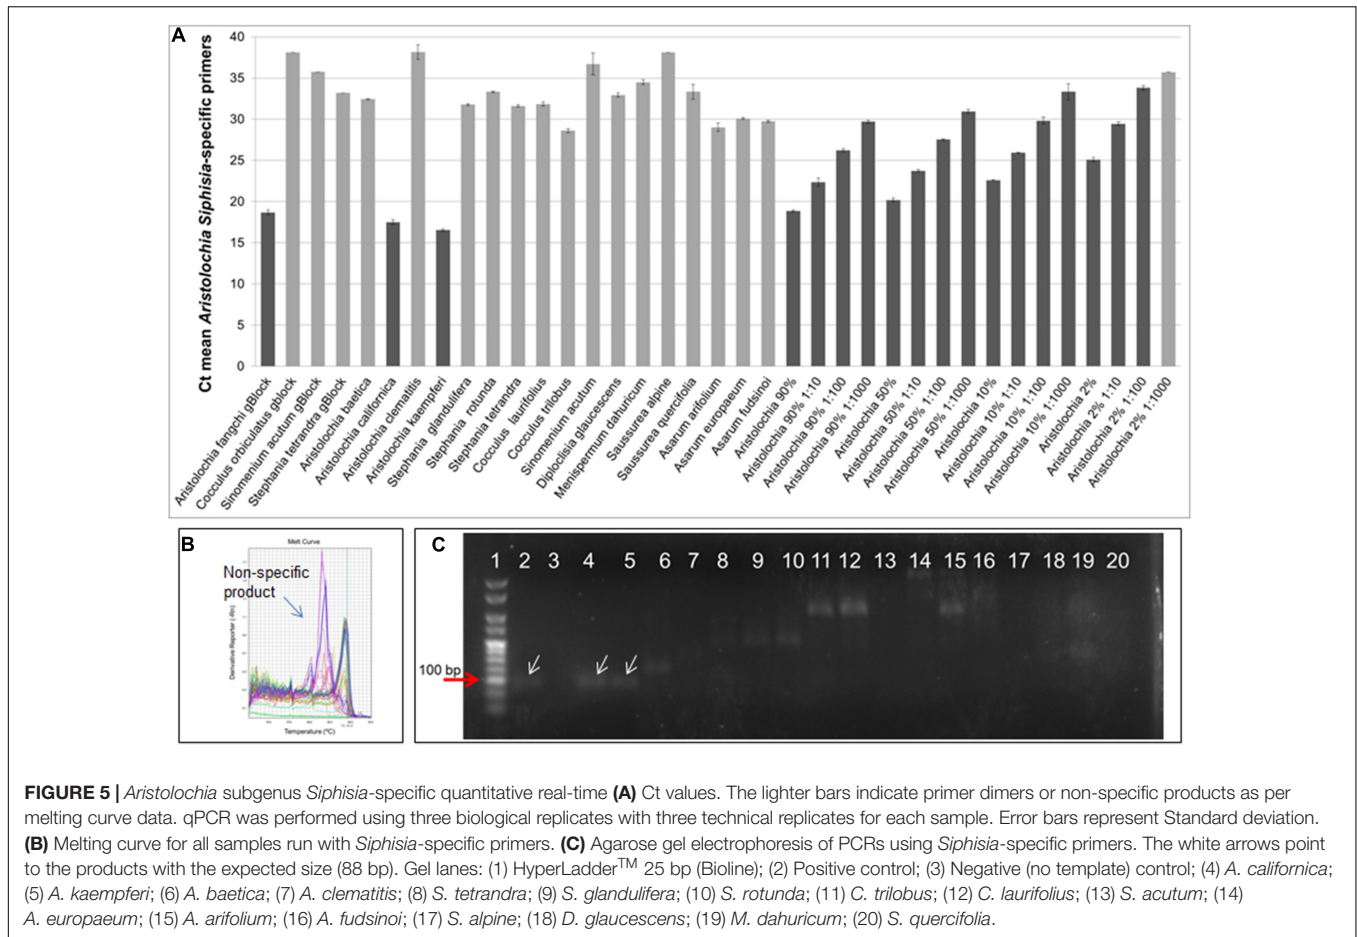 A
Ct mean Aristolochia Siphisia-specific primers
40
35
30
25
20
15
10
5
0
Aristolochia fangchi gBlock
Cocculus orbiculatus gblock
Sinomenium acutum gBlock
Stephania tetrandra gBlock
Aristolochia baetica
Aristolochia californica
Aristolochia clematitis
Aristolochia kaempferi
Stephania glandulifera
Stephania rotunda
Stephania tetrandra
Cocculus laurifolius
Cocculus trilobus
Sinomenium acutum
Diploclisia glaucescens
Menispermum dahuricum
Saussurea alpine
Saussurea quercifolia
Asarum arifolium
Asarum europaeum
Asarum fudsinoi
Aristolochia 90%
Aristolochia 90% 1:10
Aristolochia 90% 1:100
Aristolochia 90% 1:1000
Aristolochia 50%
Aristolochia 50% 1:10
Aristolochia 50% 1:100
Aristolochia 50% 1:1000
Aristolochia 10%
Aristolochia 10% 1:10
Aristolochia 10% 1:100
Aristolochia 10% 1:1000
Aristolochia 2%
Aristolochia 2% 1:10
Aristolochia 2% 1:100
Aristolochia 2% 1:1000
B
Melt Curve
Non-specific
product
Derivative Reporter (-Rn)
Temperature (°C)
C
1 2 3 4 5 6 7 8 9 10 11 12 13 14 15 16 17 18 19 20
100 bp
FIGURE 5 | Aristolochia subgenus Siphisia-specific quantitative real-time (A) Ct values. The lighter bars indicate primer dimers or non-specific products as per
melting curve data. qPCR was performed using three biological replicates with three technical replicates for each sample. Error bars represent Standard deviation.
(B) Melting curve for all samples run with Siphisia-specific primers. (C) Agarose gel electrophoresis of PCRs using Siphisia-specific primers. The white arrows point
to the products with the expected size (88 bp). Gel lanes: (1) HyperLadder™ 25 bp (Bioline); (2) Positive control; (3) Negative (no template) control; (4) A. californica;
(5) A. kaempferi; (6) A. baetica; (7) A. clematitis; (8) S. tetrandra; (9) S. glandulifera; (10) S. rotunda; (11) C. trilobus; (12) C. laurifolius; (13) S. acutum; (14)
A. europaeum; (15) A. arifolium; (16) A. fudsinoi; (17) S. alpine; (18) D. glaucescens; (19) M. dahuricum; (20) S. quercifolia.